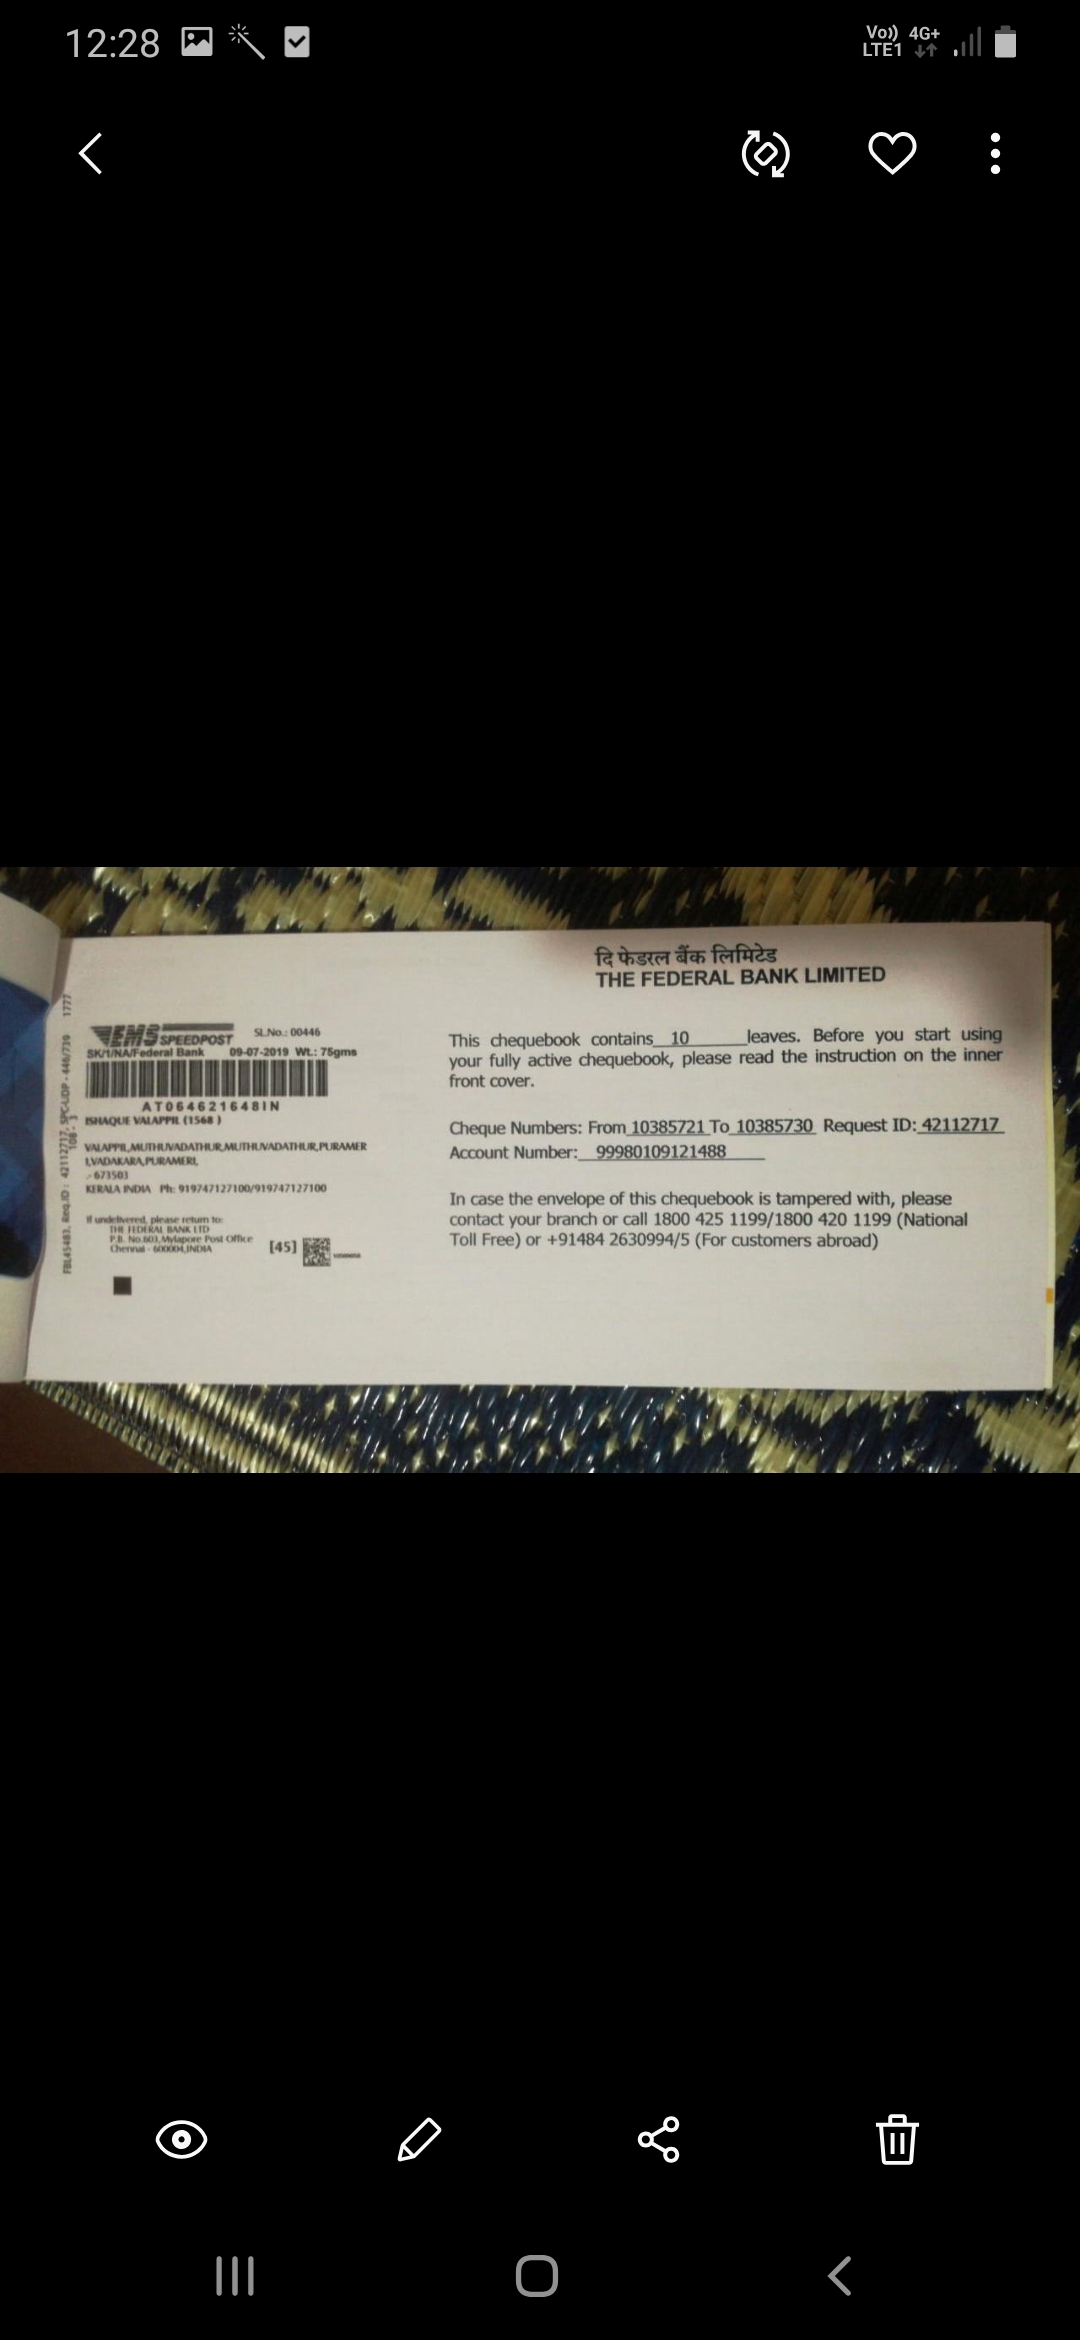 12:28
Vo)) 4G+
LTE1
दि फेडरल बैंक लिमिटेड
THE FEDERAL BANK LIMITED
EMS SPEEDPOST SL.No.: 00446
SK/1/NA/Federal Bank 09-07-2019 Wt.: 75gms
AT064621648IN
ISHAQUE VALAPPIL (1568 )
VALAPPIL,MUTHUVADATHUR,MUTHUVADATHUR,PURAMER
I,VADAKARA,PURAMERI,
- 673503
KERALA INDIA Ph: 919747127100/919747127100
If undelivered, please return to:
THE FEDERAL BANK LTD
P.B. No.603,Mylapore Post Office
Chennai - 600004,INDIA
[45]
FBL45483, Req.ID : 42112717, SPC-UDP - 446/739 1777
108 - 3
This chequebook contains 10 leaves. Before you start using
your fully active chequebook, please read the instruction on the inner
front cover.
Cheque Numbers: From 10385721 To 10385730 Request ID: 42112717
Account Number: 99980109121488
In case the envelope of this chequebook is tampered with, please
contact your branch or call 1800 425 1199/1800 420 1199 (National
Toll Free) or +91484 2630994/5 (For customers abroad)